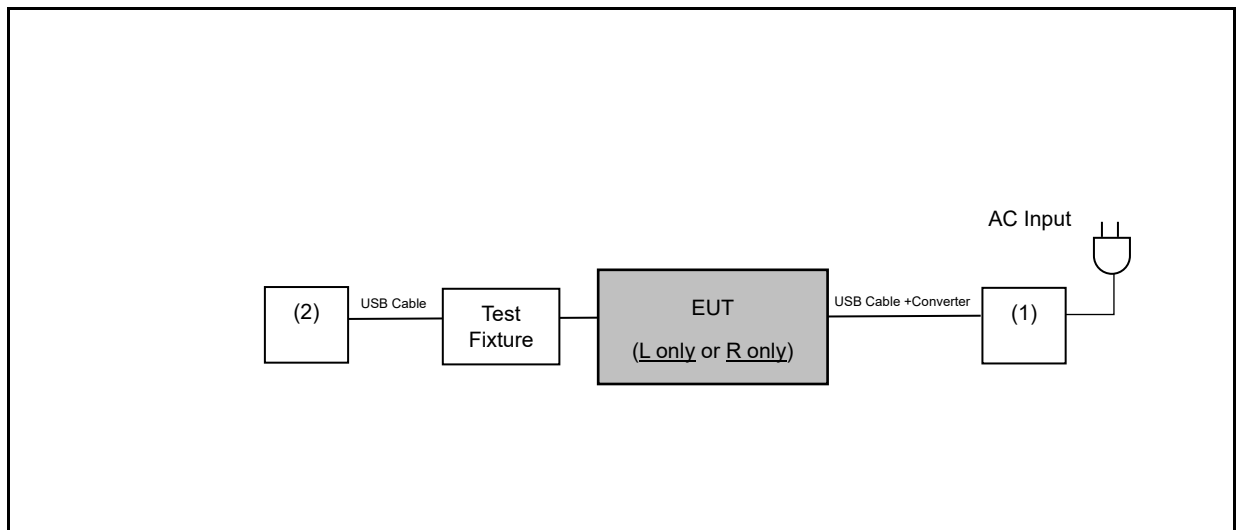 AC Input
(2)
USB Cable
Test
Fixture
EUT
(L only or R only)
USB Cable +Converter
(1)